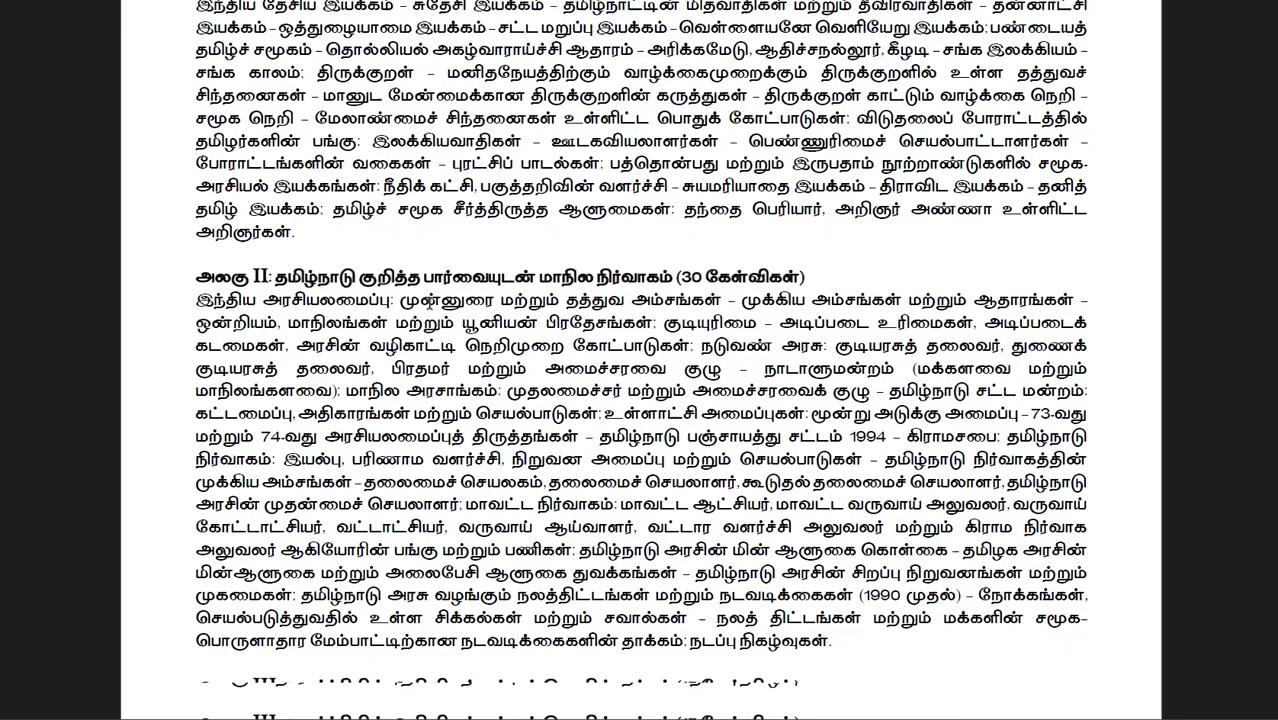 இந்திய தேசிய இயக்கம் – சுதேசி இயக்கம் – தமிழ்நாட்டின் மிதவாதிகள் மற்றும் தீவிரவாதிகள் – தன்னாட்சி
இயக்கம் – ஒத்துழையாமை இயக்கம் – சட்ட மறுப்பு இயக்கம் – வெள்ளையனே வெளியேறு இயக்கம்; பண்டையத்
தமிழ்ச் சமூகம் – தொல்லியல் அகழ்வாராய்ச்சி ஆதாரம் – அரிக்கமேடு, ஆதிச்சநல்லூர், கீழடி – சங்க இலக்கியம் –
சங்க காலம்; திருக்குறள் – மனிதநேயத்திற்கும் வாழ்க்கைமுறைக்கும் திருக்குறளில் உள்ள தத்துவச்
சிந்தனைகள் – மானுட மேன்மைக்கான திருக்குறளின் கருத்துகள் – திருக்குறள் காட்டும் வாழ்க்கை நெறி –
சமூக நெறி – மேலாண்மைச் சிந்தனைகள் உள்ளிட்ட பொதுக் கோட்பாடுகள்; விடுதலைப் போராட்டத்தில்
தமிழர்களின் பங்கு: இலக்கியவாதிகள் – ஊடகவியலாளர்கள் – பெண்ணுரிமைச் செயல்பாட்டாளர்கள் –
போராட்டங்களின் வகைகள் – புரட்சிப் பாடல்கள்; பத்தொன்பது மற்றும் இருபதாம் நூற்றாண்டுகளில் சமூக-
அரசியல் இயக்கங்கள்: நீதிக் கட்சி, பகுத்தறிவின் வளர்ச்சி – சுயமரியாதை இயக்கம் – திராவிட இயக்கம் – தனித்
தமிழ் இயக்கம்; தமிழ்ச் சமூக சீர்த்திருத்த ஆளுமைகள்: தந்தை பெரியார், அறிஞர் அண்ணா உள்ளிட்ட
அறிஞர்கள்.
அலகு II: தமிழ்நாடு குறித்த பார்வையுடன் மாநில நிர்வாகம் (30 கேள்விகள்)
இந்திய அரசியலமைப்பு: முன்னுரை மற்றும் தத்துவ அம்சங்கள் – முக்கிய அம்சங்கள் மற்றும் ஆதாரங்கள் –
ஒன்றியம், மாநிலங்கள் மற்றும் யூனியன் பிரதேசங்கள்; குடியுரிமை – அடிப்படை உரிமைகள், அடிப்படைக்
கடமைகள், அரசின் வழிகாட்டி நெறிமுறை கோட்பாடுகள்; நடுவண் அரசு: குடியரசுத் தலைவர், துணைக்
குடியரசுத் தலைவர், பிரதமர் மற்றும் அமைச்சரவை குழு – நாடாளுமன்றம் (மக்களவை மற்றும்
மாநிலங்களவை); மாநில அரசாங்கம்: முதலமைச்சர் மற்றும் அமைச்சரவைக் குழு – தமிழ்நாடு சட்ட மன்றம்:
கட்டமைப்பு, அதிகாரங்கள் மற்றும் செயல்பாடுகள்; உள்ளாட்சி அமைப்புகள்: மூன்று அடுக்கு அமைப்பு – 73-வது
மற்றும் 74-வது அரசியலமைப்புத் திருத்தங்கள் – தமிழ்நாடு பஞ்சாயத்து சட்டம் 1994 – கிராமசபை; தமிழ்நாடு
நிர்வாகம்: இயல்பு, பரிணாம வளர்ச்சி, நிறுவன அமைப்பு மற்றும் செயல்பாடுகள் – தமிழ்நாடு நிர்வாகத்தின்
முக்கிய அம்சங்கள் – தலைமைச் செயலகம், தலைமைச் செயலாளர், கூடுதல் தலைமைச் செயலாளர், தமிழ்நாடு
அரசின் முதன்மைச் செயலாளர்; மாவட்ட நிர்வாகம்: மாவட்ட ஆட்சியர், மாவட்ட வருவாய் அலுவலர், வருவாய்
கோட்டாட்சியர், வட்டாட்சியர், வருவாய் ஆய்வாளர், வட்டார வளர்ச்சி அலுவலர் மற்றும் கிராம நிர்வாக
அலுவலர் ஆகியோரின் பங்கு மற்றும் பணிகள்; தமிழ்நாடு அரசின் மின் ஆளுகை கொள்கை – தமிழக அரசின்
மின்ஆளுகை மற்றும் அலைபேசி ஆளுகை துவக்கங்கள் – தமிழ்நாடு அரசின் சிறப்பு நிறுவனங்கள் மற்றும்
முகமைகள்; தமிழ்நாடு அரசு வழங்கும் நலத்திட்டங்கள் மற்றும் நடவடிக்கைகள் (1990 முதல்) – நோக்கங்கள்,
செயல்படுத்துவதில் உள்ள சிக்கல்கள் மற்றும் சவால்கள் – நலத் திட்டங்கள் மற்றும் மக்களின் சமூக-
பொருளாதார மேம்பாட்டிற்கான நடவடிக்கைகளின் தாக்கம்; நடப்பு நிகழ்வுகள்.